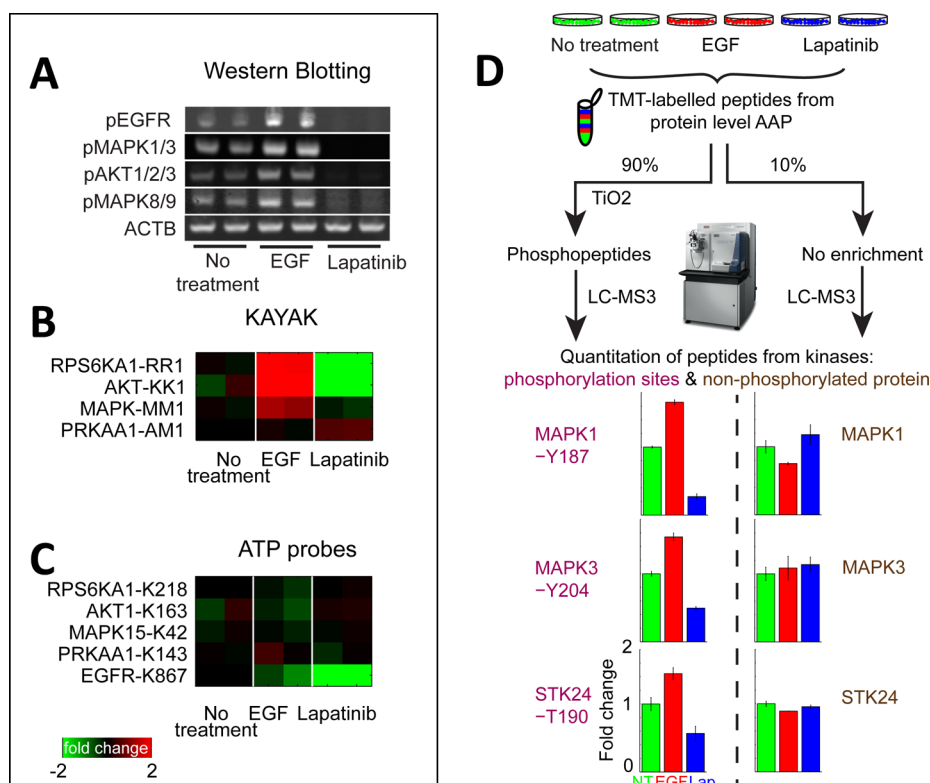 A
Western Blotting
pEGFR
pMAPK1/3
pAKT1/2/3
pMAPK8/9
ACTB
No
treatment
EGF
Lapatinib
B
KAYAK
RPS6KA1-RR1
AKT-KK1
MAPK-MM1
PRKAA1-AM1
No
treatment
EGF
Lapatinib
C
ATP probes
RPS6KA1-K218
AKT1-K163
MAPK15-K42
PRKAA1-K143
EGFR-K867
No
treatment
EGF
Lapatinib
fold change
-2
2
D
No treatment
EGF
Lapatinib
TMT-labelled peptides from
protein level AAP
90%
10%
TiO2
Phosphopeptides
No enrichment
LC-MS3
LC-MS3
Quantitation of peptides from kinases:
phosphorylation sites & non-phosphorylated protein
MAPK1
−Y187
MAPK1
MAPK3
−Y204
MAPK3
STK24
−T190
STK24
Fold change
2
1
0
NT EGF Lap